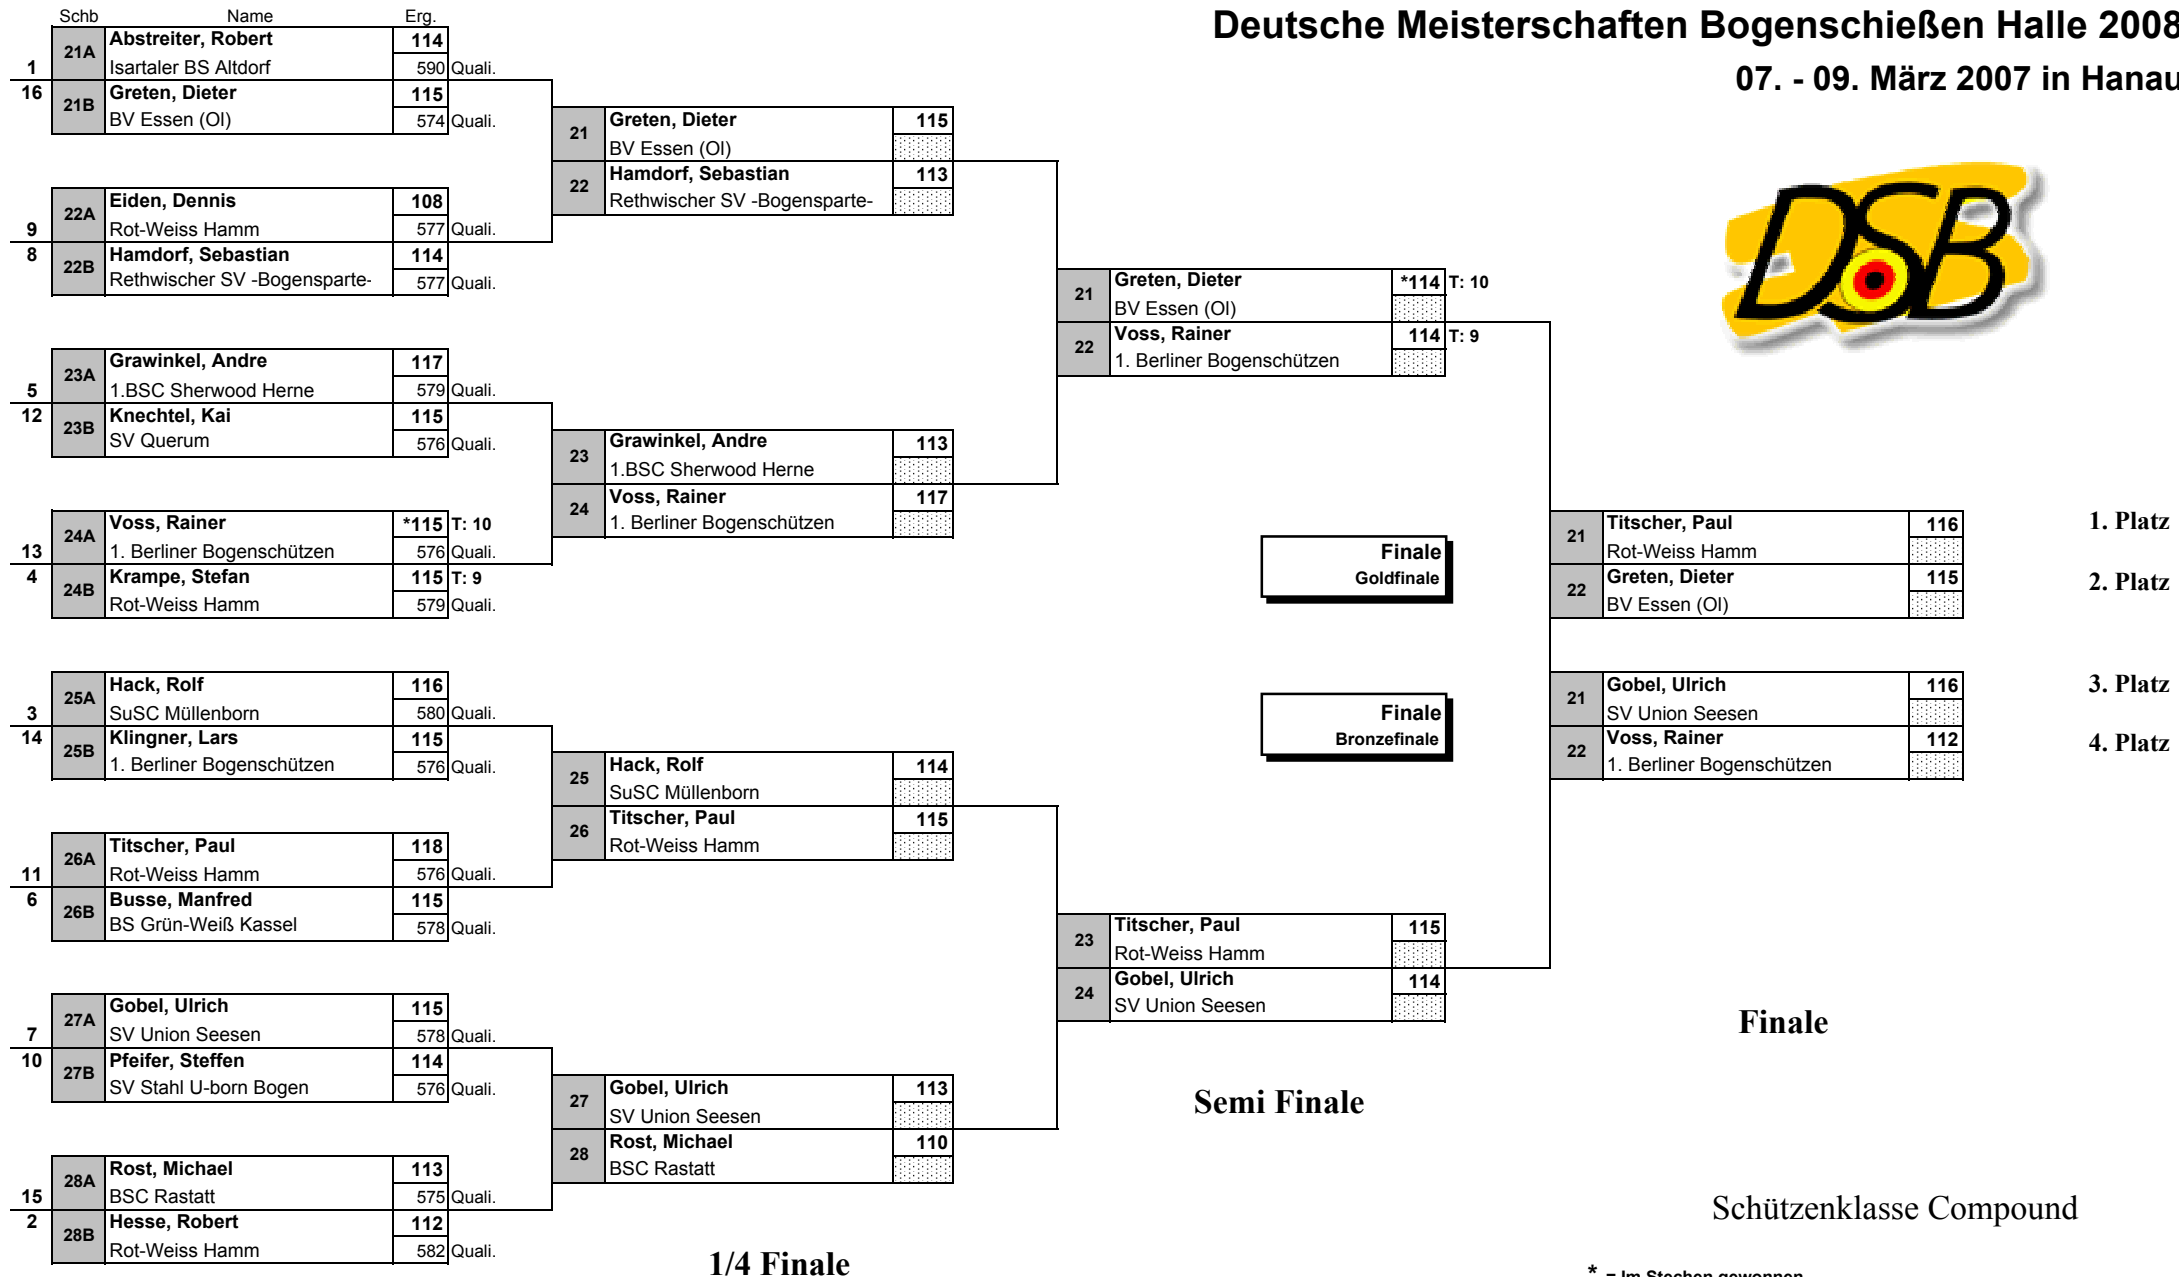 Deutsche Meisterschaften Bogenschießen Halle 2008
07. - 09. März 2007 in Hanau
DSB
Schb Name Erg.
21A Abstreiter, Robert 114
1 Isartaler BS Altdorf 590 Quali.
16 21B Greten, Dieter 115
BV Essen (Ol) 574 Quali.
22A Eiden, Dennis 108
9 Rot-Weiss Hamm 577 Quali.
8 22B Hamdorf, Sebastian 114
Rethwischer SV -Bogensparte- 577 Quali.
23A Grawinkel, Andre 117
5 1.BSC Sherwood Herne 579 Quali.
12 23B Knechtel, Kai 115
SV Querum 576 Quali.
24A Voss, Rainer *115 T: 10
13 1. Berliner Bogenschützen 576 Quali.
4 24B Krampe, Stefan 115 T: 9
Rot-Weiss Hamm 579 Quali.
25A Hack, Rolf 116
3 SuSC Müllenborn 580 Quali.
14 25B Klingner, Lars 115
1. Berliner Bogenschützen 576 Quali.
26A Titscher, Paul 118
11 Rot-Weiss Hamm 576 Quali.
6 26B Busse, Manfred 115
BS Grün-Weiß Kassel 578 Quali.
27A Gobel, Ulrich 115
7 SV Union Seesen 578 Quali.
10 27B Pfeifer, Steffen 114
SV Stahl U-born Bogen 576 Quali.
28A Rost, Michael 113
15 BSC Rastatt 575 Quali.
2 28B Hesse, Robert 112
Rot-Weiss Hamm 582 Quali.
21 Greten, Dieter 115
BV Essen (Ol)
22 Hamdorf, Sebastian 113
Rethwischer SV -Bogensparte-
23 Grawinkel, Andre 113
1.BSC Sherwood Herne
24 Voss, Rainer 117
1. Berliner Bogenschützen
25 Hack, Rolf 114
SuSC Müllenborn
26 Titscher, Paul 115
Rot-Weiss Hamm
27 Gobel, Ulrich 113
SV Union Seesen
28 Rost, Michael 110
BSC Rastatt
1/4 Finale
21 Greten, Dieter *114 T: 10
BV Essen (Ol)
22 Voss, Rainer 114 T: 9
1. Berliner Bogenschützen
Finale
Goldfinale
Finale
Bronzefinale
23 Titscher, Paul 115
Rot-Weiss Hamm
24 Gobel, Ulrich 114
SV Union Seesen
Semi Finale
21 Titscher, Paul 116 1. Platz
Rot-Weiss Hamm
22 Greten, Dieter 115 2. Platz
BV Essen (Ol)
21 Gobel, Ulrich 116 3. Platz
SV Union Seesen
22 Voss, Rainer 112 4. Platz
1. Berliner Bogenschützen
Finale
Schützenklasse Compound
* = Im Stechen gewonnen